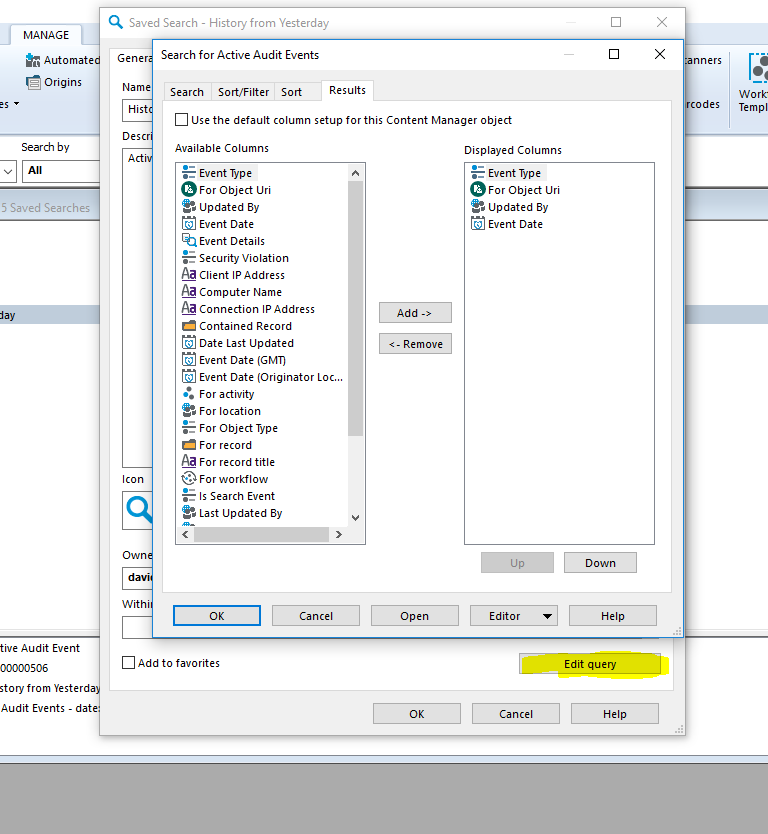 Saved Search - History from Yesterday
MANAGE
Search for Active Audit Events
Automated
Origins
es
anners
rcodes
Workf
Templ
Search by
All
5 Saved Searches
day
Genera
Name
Histo
Descri
Activ
Search
Sort/Filter
Sort
Results
Use the default column setup for this Content Manager object
Available Columns
Event Type
For Object Uri
Updated By
Event Date
Event Details
Security Violation
Client IP Address
Computer Name
Connection IP Address
Contained Record
Date Last Updated
Event Date (GMT)
Event Date (Originator Loc...
For activity
For location
For Object Type
For record
For record title
For workflow
Is Search Event
Last Updated By
Add ->
<- Remove
Displayed Columns
Event Type
For Object Uri
Updated By
Event Date
Up
Down
OK
Cancel
Open
Editor
Help
Icon
Owne
davi
Within
Add to favorites
Edit query
OK
Cancel
Help
tive Audit Event
00000506
story from Yesterday
Audit Events - date: